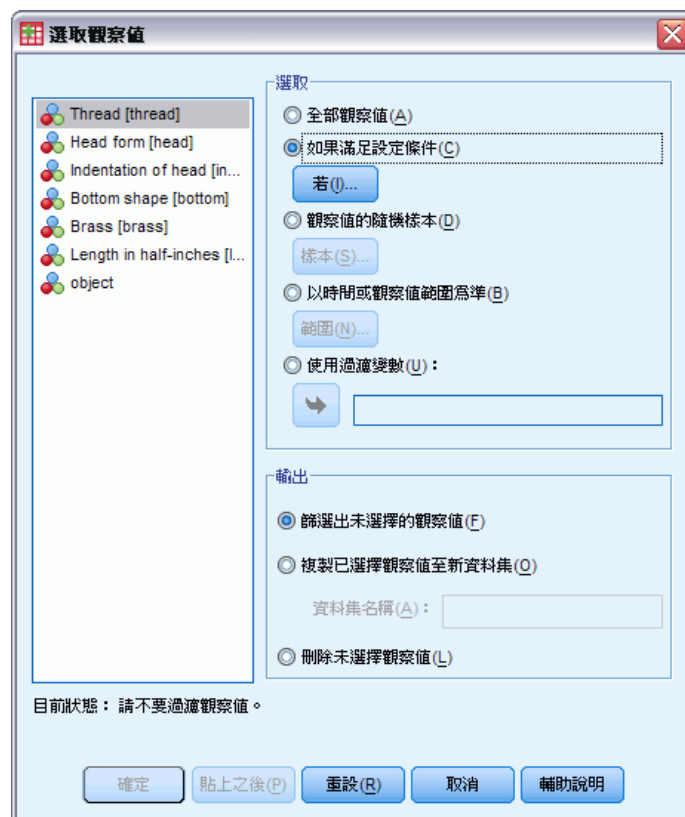 選取觀察值
Thread [thread]
Head form [head]
Indentation of head [in...
Bottom shape [bottom]
Brass [brass]
Length in half-inches [l...
object
選取
全部觀察值(A)
如果滿足設定條件(C)
若(I)...
觀察值的隨機樣本(D)
樣本(S)...
以時間或觀察值範圍為準(B)
範圍(N)...
使用過濾變數(U)：
輸出
篩選出未選擇的觀察值(F)
複製已選擇觀察值至新資料集(O)
資料集名稱(A)：
刪除未選擇觀察值(L)
目前狀態：請不要過濾觀察值。
確定
貼上之後(P)
重設(R)
取消
輔助說明